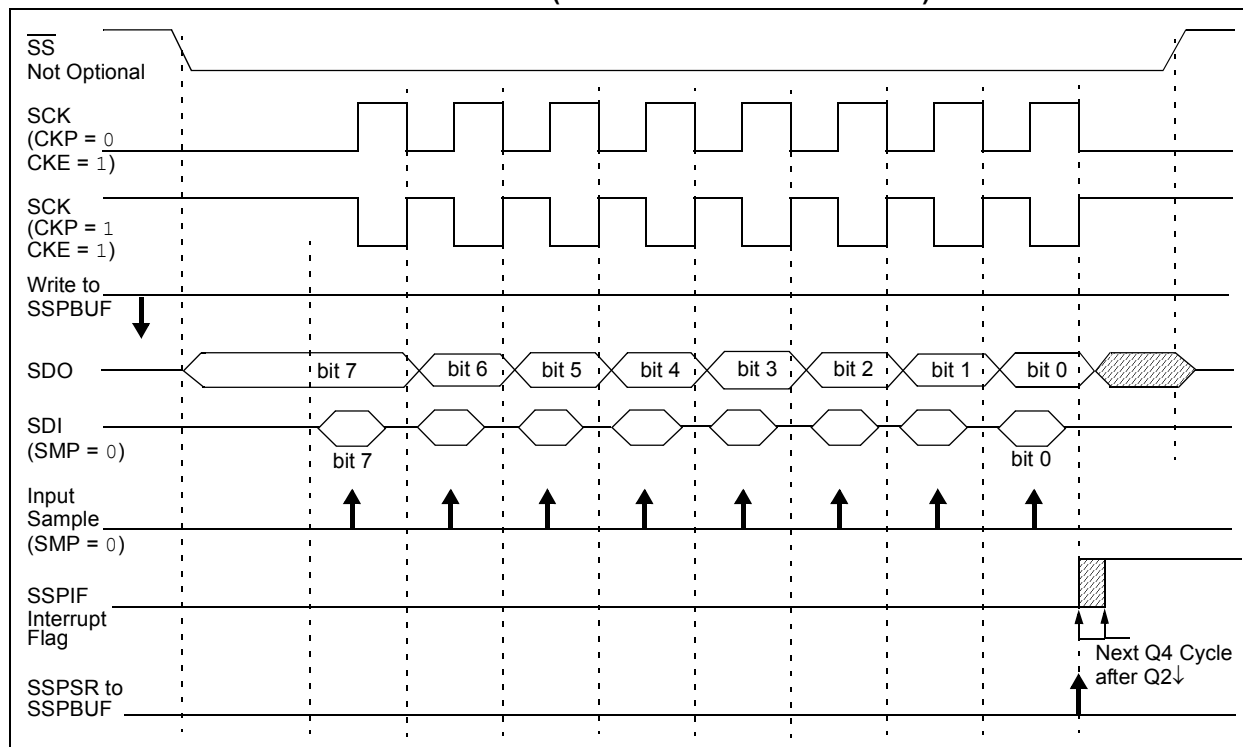 SS
Not Optional
SCK
(CKP = 0
CKE = 1)
SCK
(CKP = 1
CKE = 1)
Write to
SSPBUF
SDO
bit 7 bit 6 bit 5 bit 4 bit 3 bit 2 bit 1 bit 0
SDI
(SMP = 0)
bit 7 bit 0
Input
Sample
(SMP = 0)
SSPIF
Interrupt
Flag
Next Q4 Cycle
after Q2↓
SSPSR to
SSPBUF